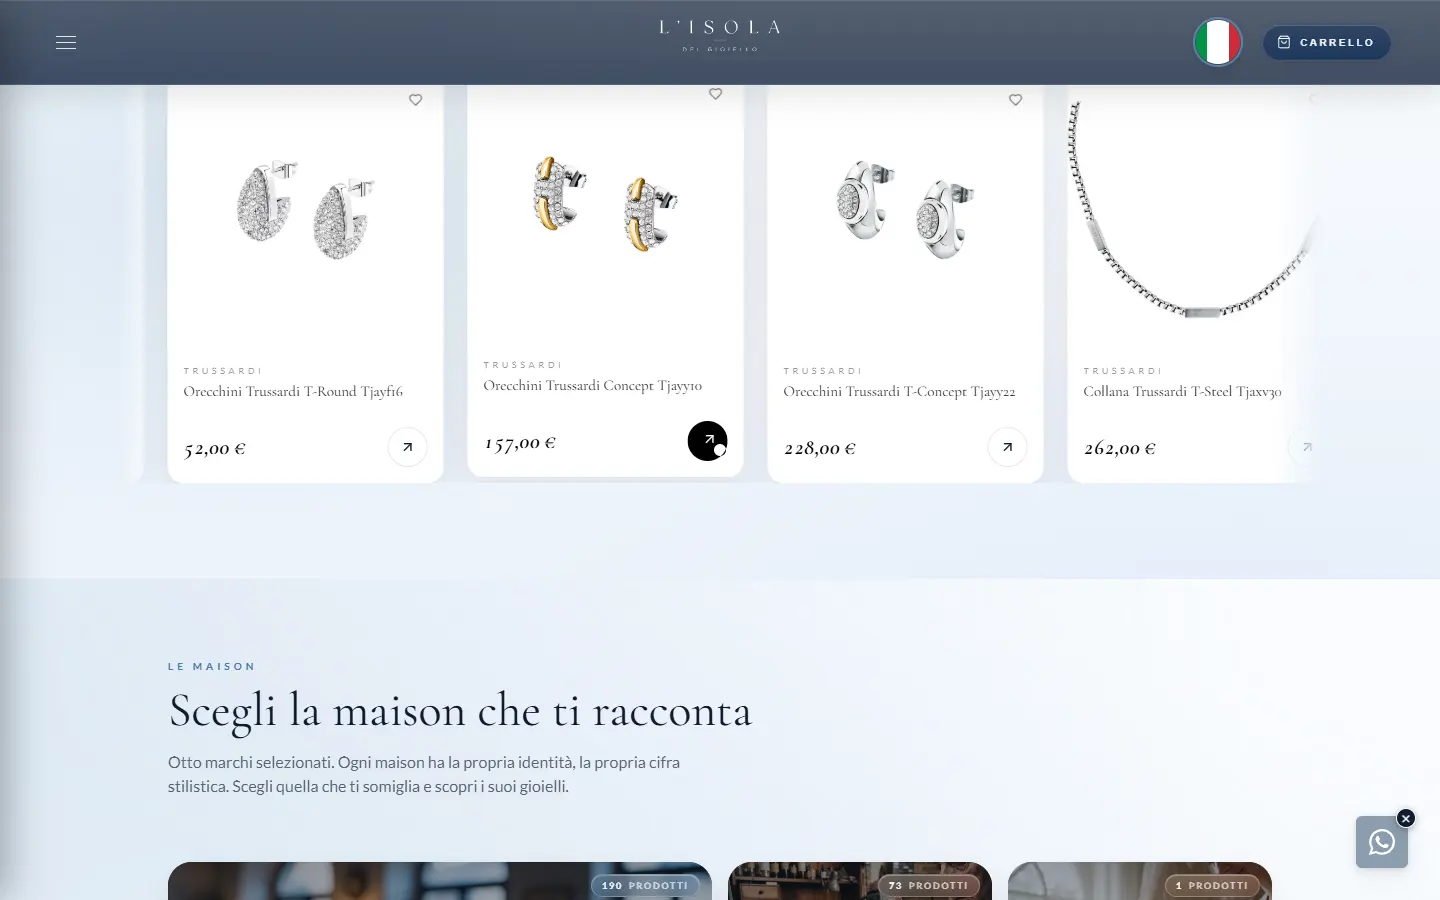 L'ISOLA
DEL GIOIELLO
CARRELLO
TRUSSARDI
Orecchini Trussardi T-Round Tjayf16
52,00 €
TRUSSARDI
Orecchini Trussardi Concept Tjayy10
157,00 €
TRUSSARDI
Orecchini Trussardi T-Concept Tjayy22
228,00 €
TRUSSARDI
Collana Trussardi T-Steel Tjaxv30
262,00 €
LE MAISON
Scegli la maison che ti racconta
Otto marchi selezionati. Ogni maison ha la propria identità, la propria cifra
stilistica. Scegli quella che ti somiglia e scopri i suoi gioielli.
190 PRODOTTI
73 PRODOTTI
1 PRODOTTI